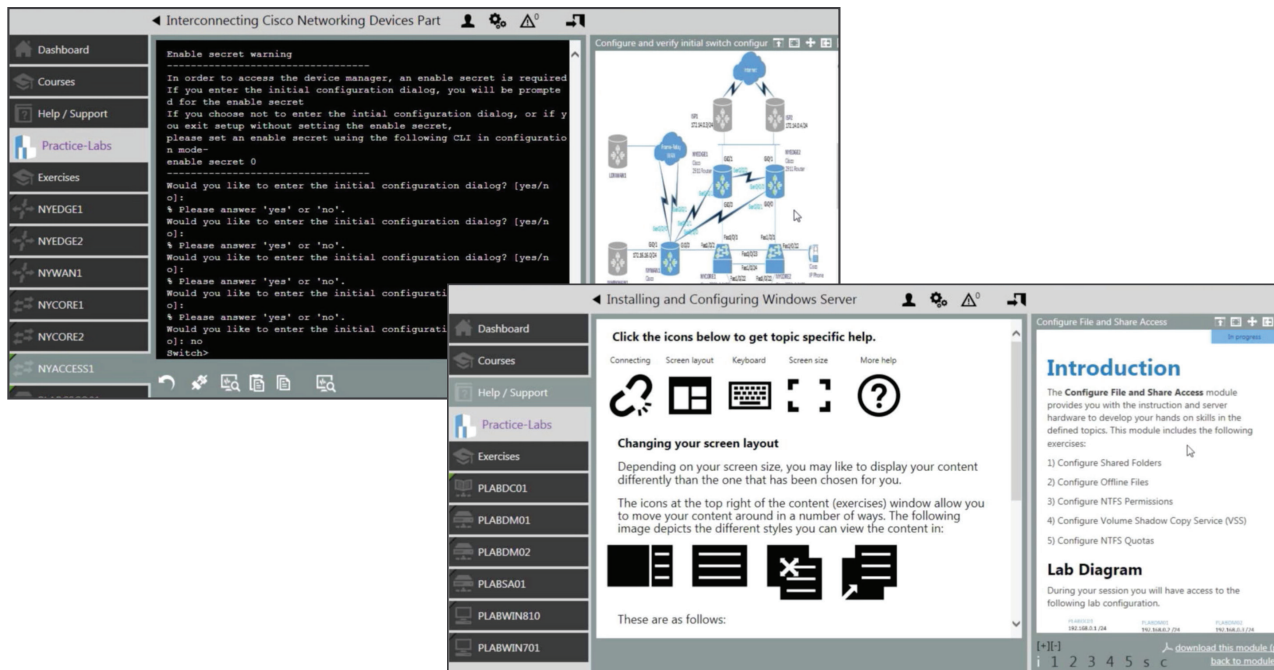 Interconnecting Cisco Networking Devices Part
0
Dashboard
Courses
Help / Support
Practice-Labs
Exercises
NYEDGE1
NYEDGE2
NYWAN1
NYCORE1
NYCORE2
NYACCESS1
Enable secret warning
----------------------------------
In order to access the device manager, an enable secret is required
If you enter the initial configuration dialog, you will be prompte
d for the enable secret
If you choose not to enter the intial configuration dialog, or if y
ou exit setup without setting the enable secret,
please set an enable secret using the following CLI in configuratio
n mode-
enable secret 0
----------------------------------
Would you like to enter the initial configuration dialog? [yes/n
o]:
% Please answer 'yes' or 'no'.
Would you like to enter the initial configuration dialog? [yes/n
o]:
% Please answer 'yes' or 'no'.
Would you like to enter the initial configuration dialog? [yes/n
o]:
% Please answer 'yes' or 'no'.
Would you like to enter the initial configurati
o]:
% Please answer 'yes' or 'no'.
Would you like to enter the initial configurati
o]: no
Switch>
Configure and verify initial switch configur
NYEDGE1
Cisco
NYEDGE2
Cisco
Cisco
IP Phone
Installing and Configuring Windows Server
0
Dashboard
Courses
Help / Support
Practice-Labs
Exercises
PLABDC01
PLABDM01
PLABDM02
PLABSA01
PLABWIN810
PLABWIN701
Click the icons below to get topic specific help.
Connecting Screen layout Keyboard Screen size More help
Changing your screen layout
Depending on your screen size, you may like to display your content
differently than the one that has been chosen for you.
The icons at the top right of the content (exercises) window allow you
to move your content around in a number of ways. The following
image depicts the different styles you can view the content in:
These are as follows:
Configure File and Share Access
In progress
Introduction
The Configure File and Share Access module
provides you with the instruction and server
hardware to develop your hands on skills in the
defined topics. This module includes the following
exercises:
1) Configure Shared Folders
2) Configure Offline Files
3) Configure NTFS Permissions
4) Configure Volume Shadow Copy Service (VSS)
5) Configure NTFS Quotas
Lab Diagram
During your session you will have access to the
following lab configuration.
[+][-]
download this module
i 1 2 3 4 5 s c
back to module